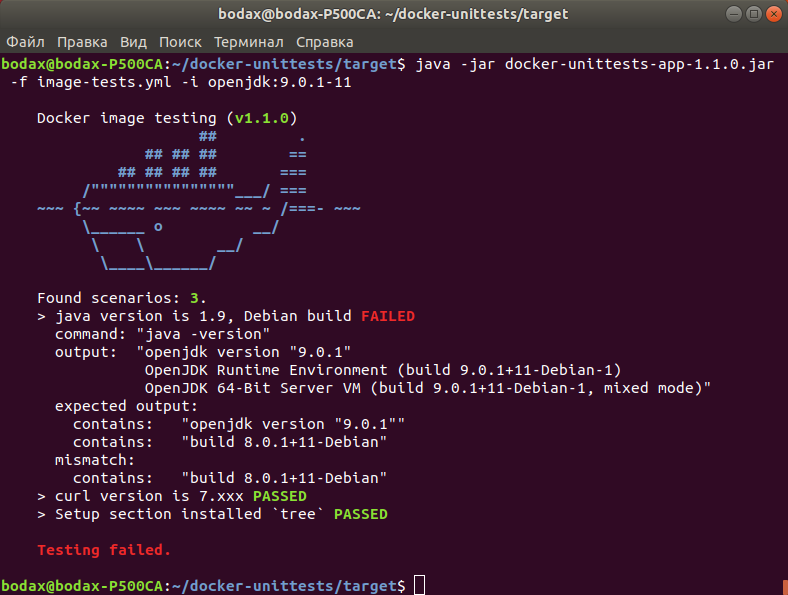 bodax@bodax-P500CA: ~/docker-unittests/target
Файл Правка Вид Поиск Терминал Справка
bodax@bodax-P500CA:~/docker-unittests/target$ java -jar docker-unittests-app-1.1.0.jar
 -f image-tests.yml -i openjdk:9.0.1-11

    Docker image testing (v1.1.0)
                      ##         .
                ## ## ##        ==
             ## ## ## ##       ===
         /""""""""""""""""___/ ===
    ~~~ {~~ ~~~~ ~~~ ~~~~ ~~ ~ /===- ~~~
         \______ o          __/
          \    \        __/
           \____\______/

    Found scenarios: 3.
    > java version is 1.9, Debian build FAILED
      command: "java -version"
      output:  "openjdk version "9.0.1"
                OpenJDK Runtime Environment (build 9.0.1+11-Debian-1)
                OpenJDK 64-Bit Server VM (build 9.0.1+11-Debian-1, mixed mode)"
      expected output:
        contains:   "openjdk version "9.0.1""
        contains:   "build 8.0.1+11-Debian"
      mismatch:
        contains:   "build 8.0.1+11-Debian"
    > curl version is 7.xxx PASSED
    > Setup section installed `tree` PASSED

    Testing failed.

bodax@bodax-P500CA:~/docker-unittests/target$